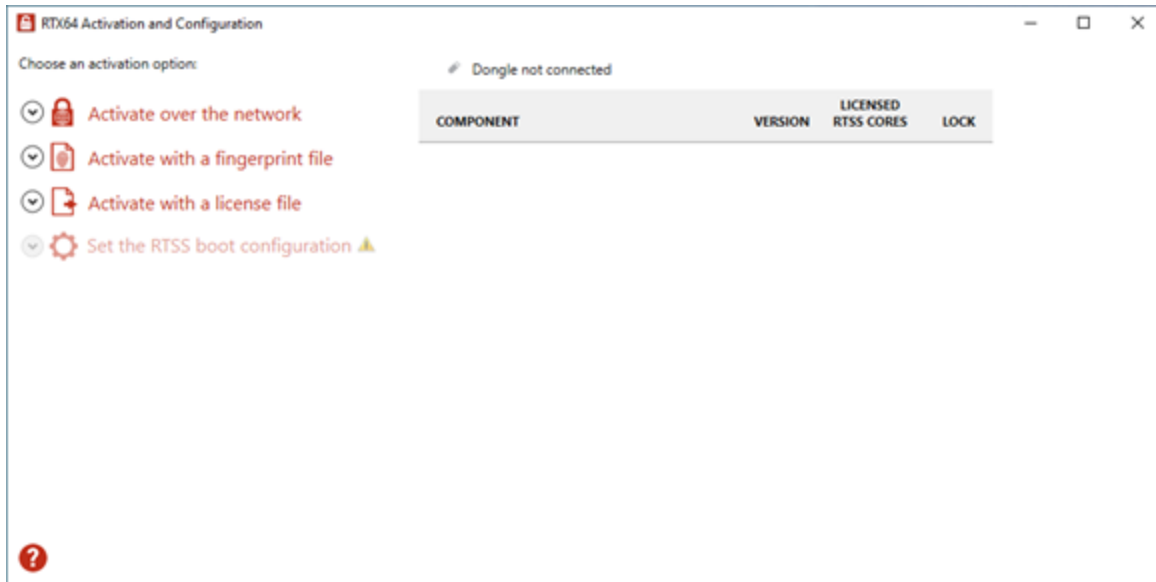 RTX64 Activation and Configuration
Choose an activation option:
Activate over the network
Activate with a fingerprint file
Activate with a license file
Set the RTSS boot configuration
Dongle not connected
COMPONENT VERSION LICENSED RTSS CORES LOCK
?